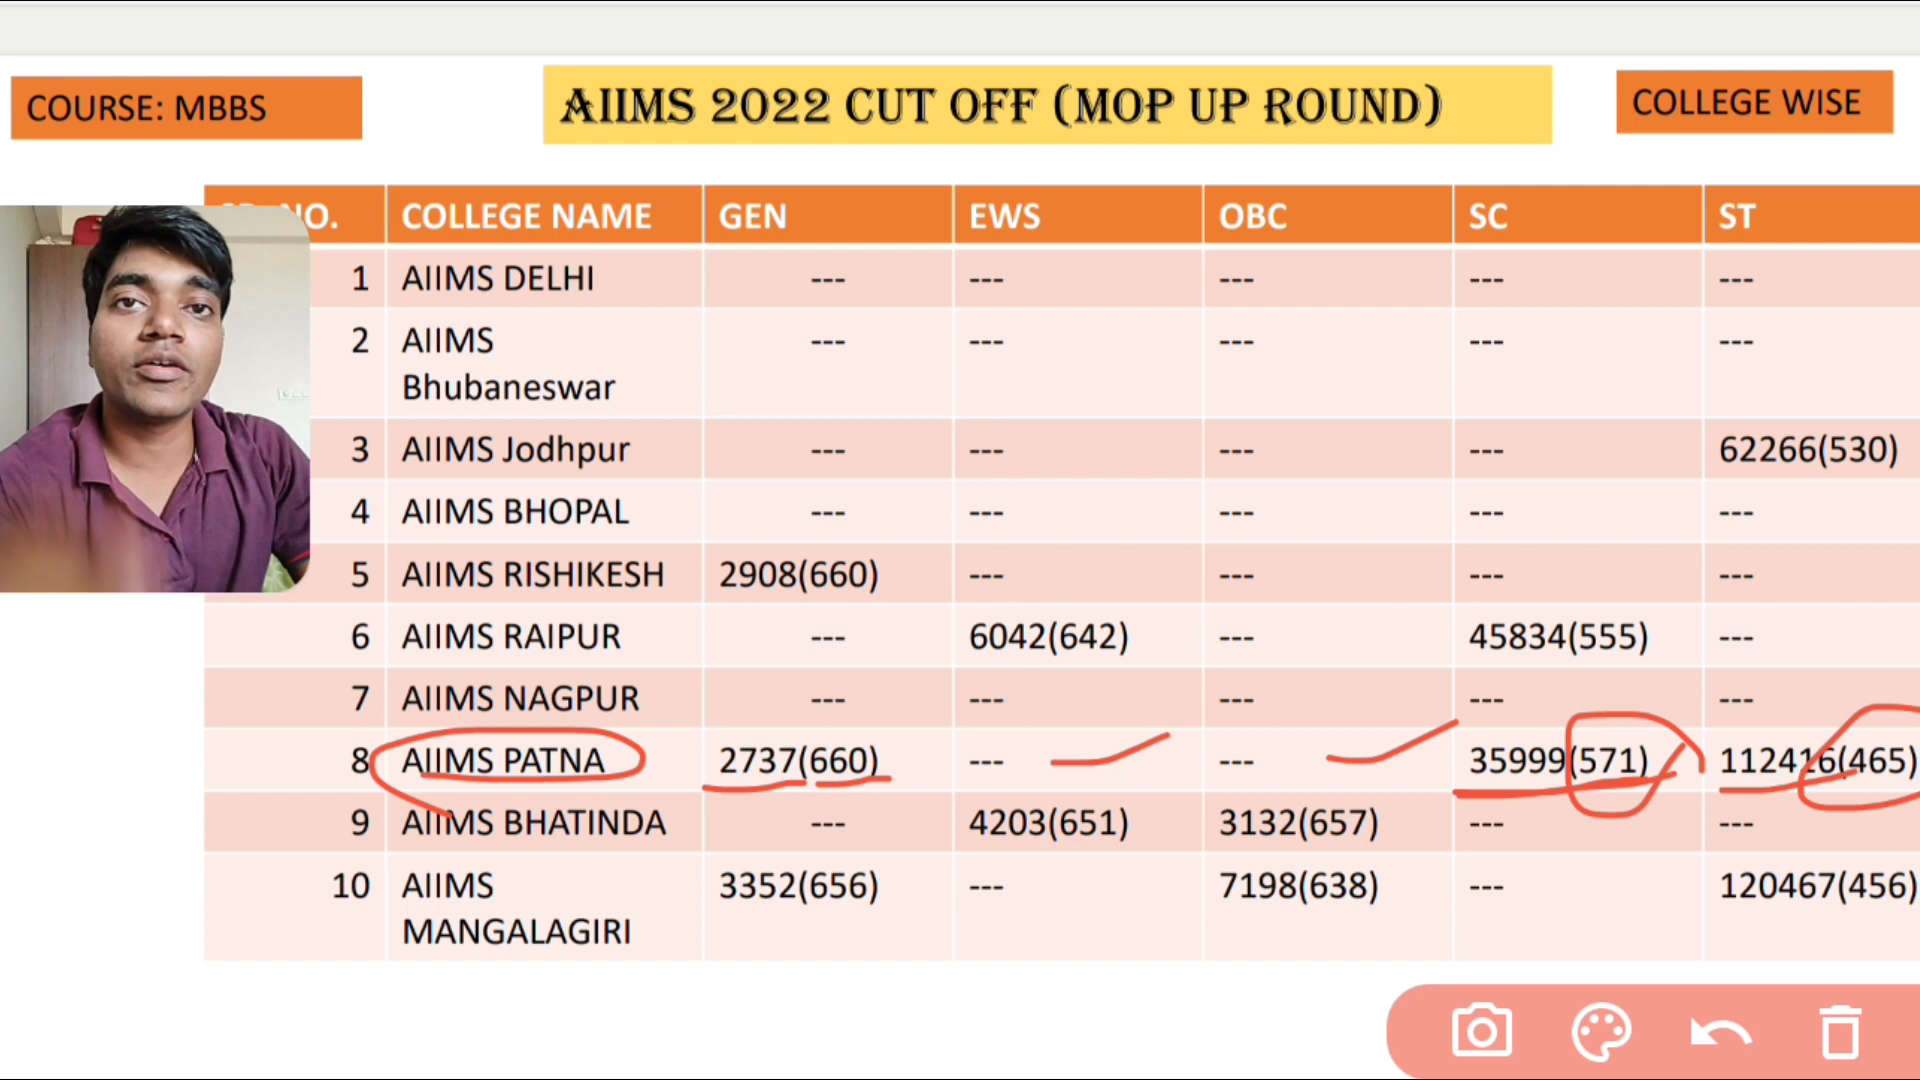 COURSE: MBBS
AIIMS 2022 CUT OFF (MOP UP ROUND)
COLLEGE WISE
NO. COLLEGE NAME GEN EWS OBC SC ST
1 AIIMS DELHI --- --- --- --- ---
2 AIIMS Bhubaneswar --- --- --- --- ---
3 AIIMS Jodhpur --- --- --- --- 62266(530)
4 AIIMS BHOPAL --- --- --- --- ---
5 AIIMS RISHIKESH 2908(660) --- --- --- ---
6 AIIMS RAIPUR --- 6042(642) --- 45834(555) ---
7 AIIMS NAGPUR --- --- --- --- ---
8 AIIMS PATNA 2737(660) --- --- 35999(571) 112416(465)
9 AIIMS BHATINDA --- 4203(651) 3132(657) --- ---
10 AIIMS MANGALAGIRI 3352(656) --- 7198(638) --- 120467(456)